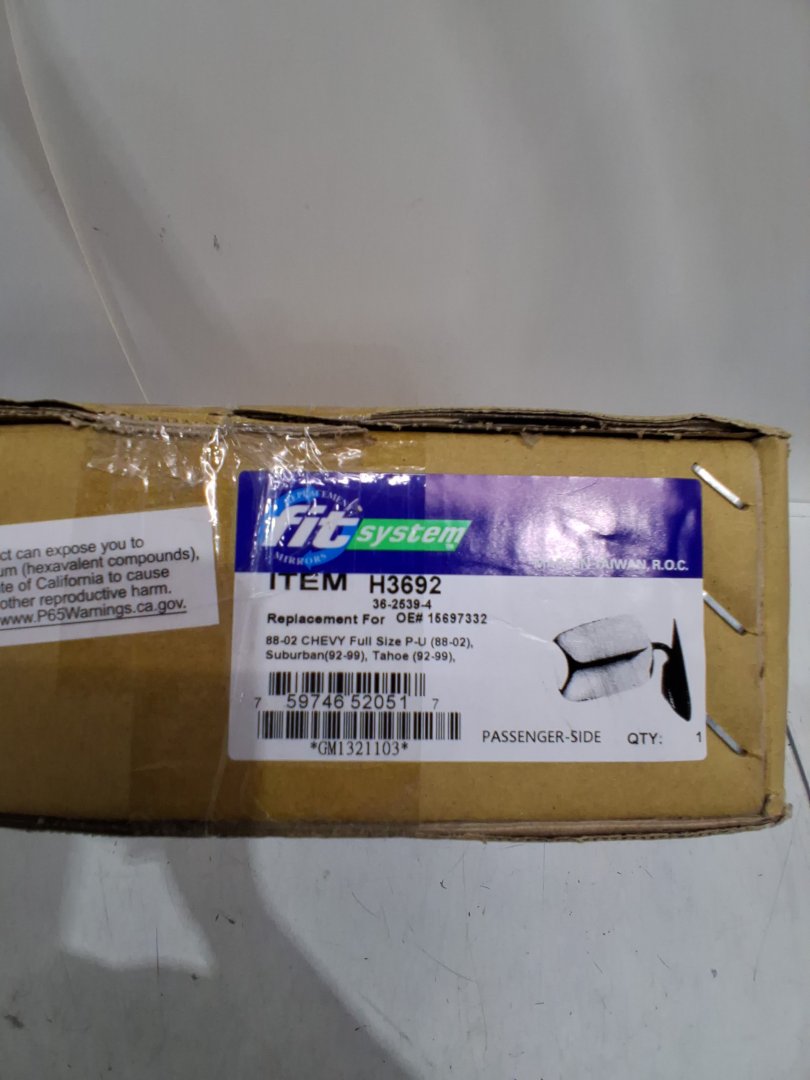 ct can expose you to
um (hexavalent compounds),
te of California to cause
other reproductive harm.
www.P65Warnings.ca.gov.
REPLACEMENT
fit system
MIRRORS
IN TAIWAN, R.O.C.
ITEM H3692
36-2539-4
Replacement For OE# 15697332
88-02 CHEVY Full Size P-U (88-02),
Suburban(92-99), Tahoe (92-99),
7 59746 52051 7
*GM1321103*
PASSENGER-SIDE QTY: 1